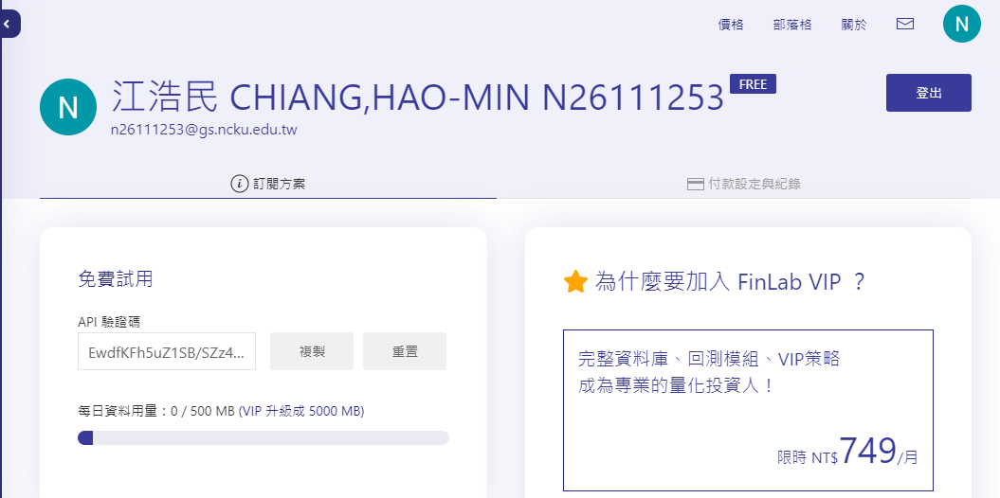 價格 部落格 關於
N
N
江浩民 CHIANG,HAO-MIN N26111253 FREE
n26111253@gs.ncku.edu.tw
登出
訂閱方案
付款設定與紀錄
免費試用
API 驗證碼
EwdfKFh5uZ1SB/SZz4...
複製
重置
每日資料用量：0 / 500 MB (VIP 升級成 5000 MB)
為什麼要加入 FinLab VIP ？
完整資料庫、回測模組、VIP策略
成為專業的量化投資人！
限時 NT$749/月